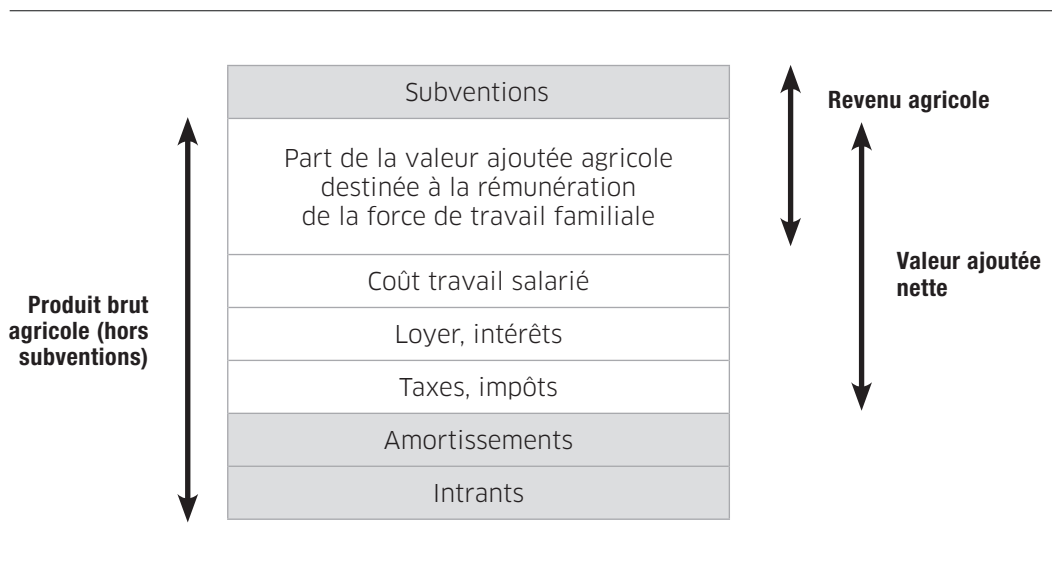 Subventions
Revenu agricole
Part de la valeur ajoutée agricole
destinée à la rémunération
de la force de travail familiale
Coût travail salarié
Valeur ajoutée
nette
Produit brut
agricole (hors
subventions)
Loyer, intérêts
Taxes, impôts
Amortissements
Intrants